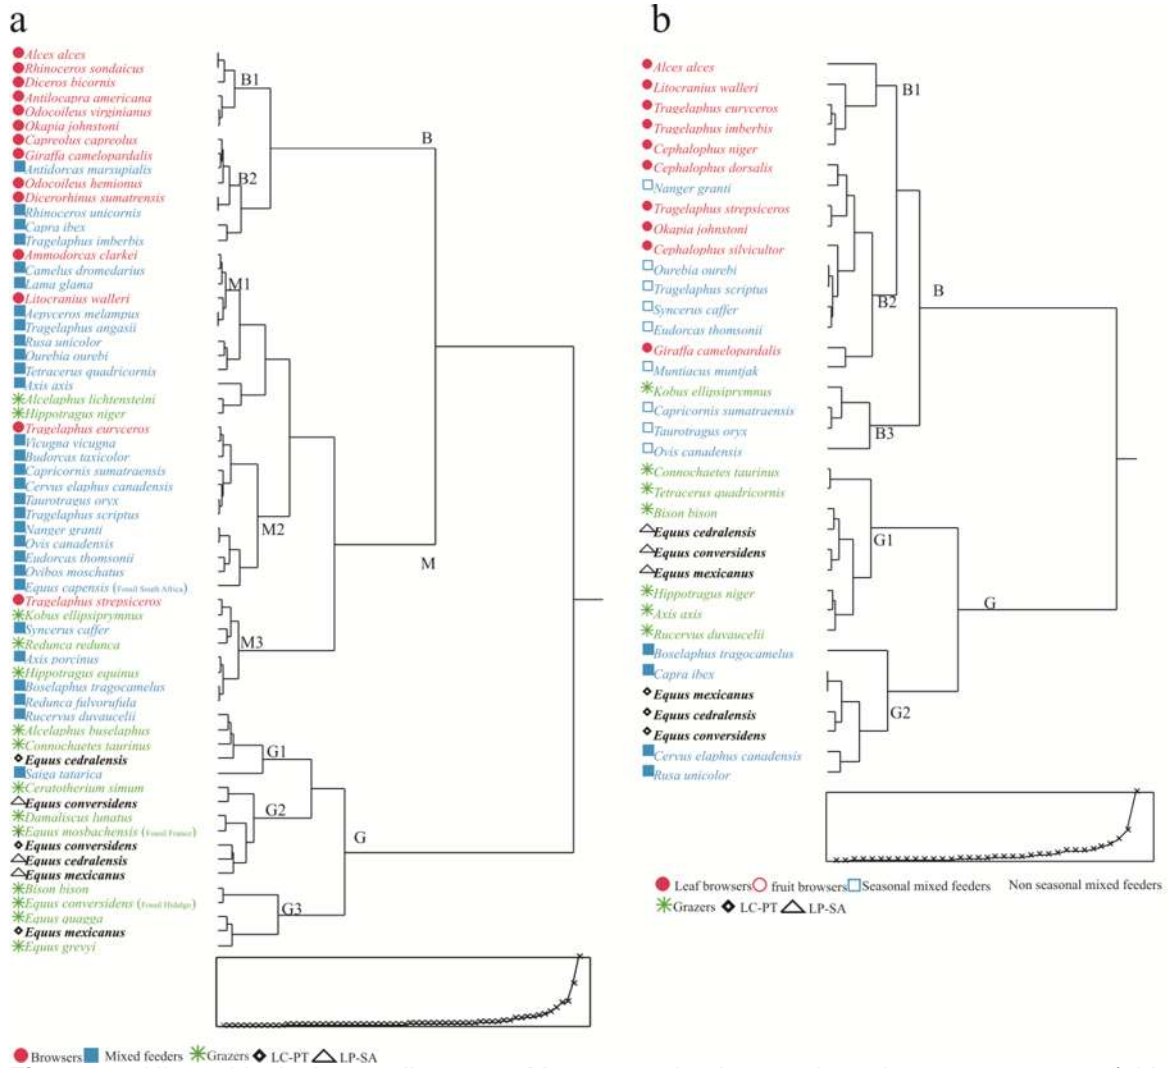 a
Alces alces
Rhinoceros sondaicus
Diceros bicornis
Antilocapra americana
Odocoileus virginianus
Okapia johnstoni
Capreolus capreolus
Giraffa camelopardalis
Antidorcas marsupialis
Odocoileus hemionus
Dicerorhinus sumatrensis
Rhinoceros unicornis
Capra ibex
Tragelaphus imberbis
Ammodorcas clarkei
Camelus dromedarius
Lama glama
Litocranius walleri
Aepyceros melampus
Tragelaphus angasii
Rusa unicolor
Ourebia ourebi
Tetracerus quadricornis
Axis axis
Alcelaphus lichtensteini
Hippotragus niger
Tragelaphus euryceros
Vicugna vicugna
Budorcas taxicolor
Capricornis sumatraensis
Cervus elaphus canadensis
Taurotragus oryx
Tragelaphus scriptus
Nanger granti
Ovis canadensis
Eudorcas thomsonii
Ovibos moschatus
Equus capensis (Fossil South Africa)
Tragelaphus strepsiceros
Kobus ellipsiprymnus
Syncerus caffer
Redunca redunca
Axis porcinus
Hippotragus equinus
Boselaphus tragocamelus
Redunca fulvorufula
Rucervus duvaucelii
Alcelaphus buselaphus
Connochaetes taurinus
Equus cedralensis
Saiga tatarica
Ceratotherium simum
Equus conversidens
Damaliscus lunatus
Equus mosbachensis (Fossil France)
Equus conversidens
Equus cedralensis
Equus mexicanus
Bison bison
Equus conversidens (Fossil Hidalgo)
Equus quagga
Equus mexicanus
Equus grevyi
B1
B
B2
M1
M2
M
M3
G1
G2
G
G3
Browsers Mixed feeders Grazers LC-PT LP-SA
b
Alces alces
Litocranius walleri
Tragelaphus euryceros
Tragelaphus imberbis
Cephalophus niger
Cephalophus dorsalis
Nanger granti
Tragelaphus strepsiceros
Okapia johnstoni
Cephalophus silvicultor
Ourebia ourebi
Tragelaphus scriptus
Syncerus caffer
Eudorcas thomsonii
Giraffa camelopardalis
Muntiacus muntjak
Kobus ellipsiprymnus
Capricornis sumatraensis
Taurotragus oryx
Ovis canadensis
Connochaetes taurinus
Tetracerus quadricornis
Bison bison
Equus cedralensis
Equus conversidens
Equus mexicanus
Hippotragus niger
Axis axis
Rucervus duvaucelii
Boselaphus tragocamelus
Capra ibex
Equus mexicanus
Equus cedralensis
Equus conversidens
Cervus elaphus canadensis
Rusa unicolor
B1
B
B2
B3
G1
G
G2
Leaf browsers fruit browsers Seasonal mixed feeders Non seasonal mixed feeders
Grazers LC-PT LP-SA